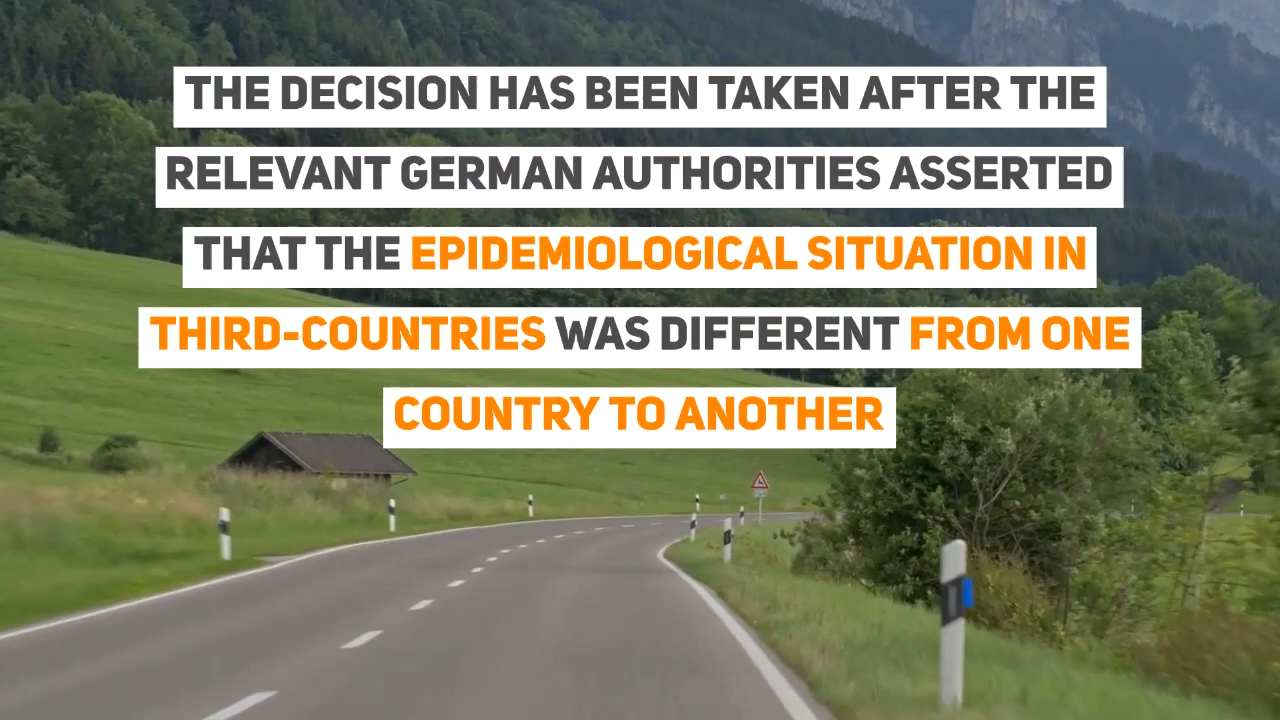 THE DECISION HAS BEEN TAKEN AFTER THE
RELEVANT GERMAN AUTHORITIES ASSERTED
THAT THE EPIDEMIOLOGICAL SITUATION IN
THIRD-COUNTRIES WAS DIFFERENT FROM ONE
COUNTRY TO ANOTHER